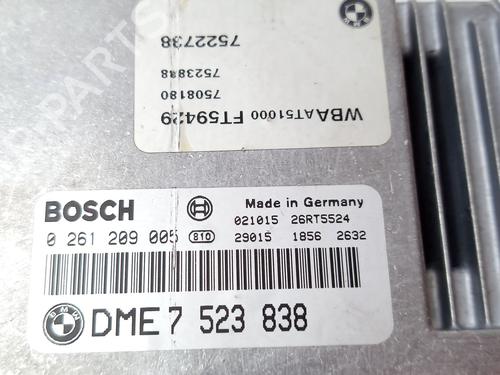 7522738
7523838
7508180
WBAAT51000 FT59429
BOSCH
Made in Germany
021015 26RT5524
0 261 209 005 810 29015 1856 2632
BMW DME 7 523 838